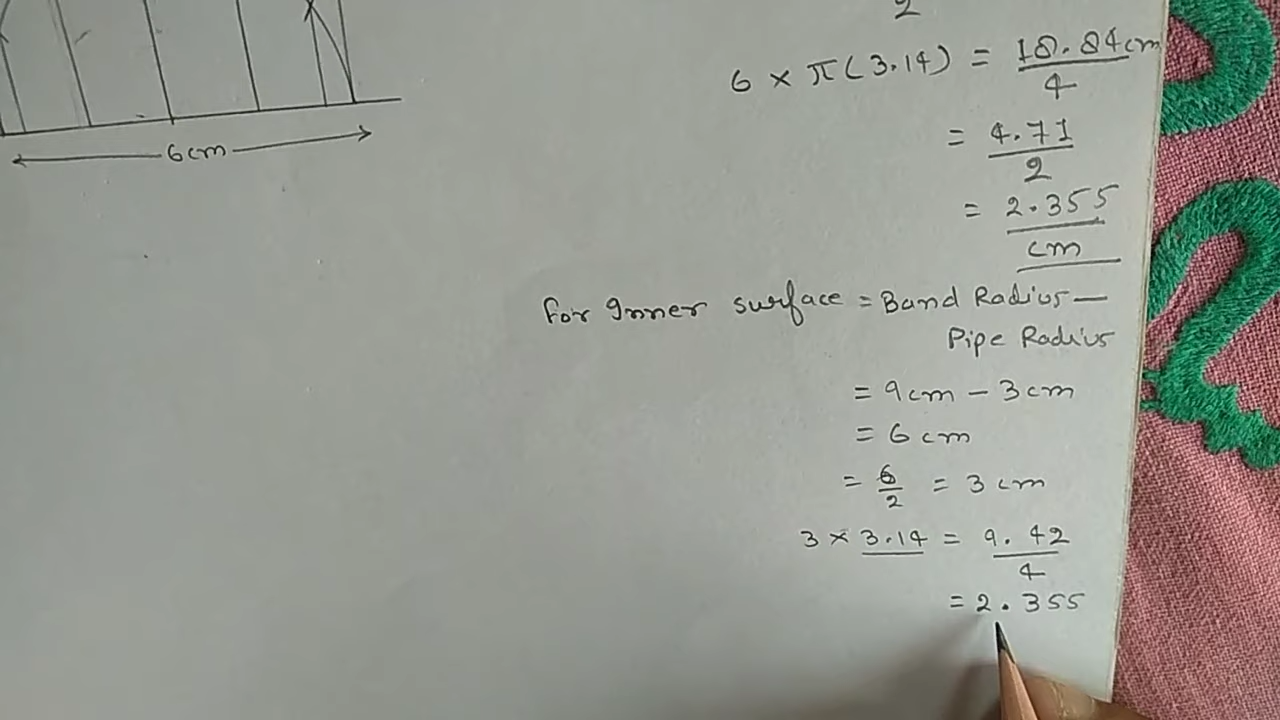 2
6 × π(3.14) = 18.84cm
4
= 4.71
2
= 2.355
cm
6cm
For Inner surface = Band Radius —
Pipe Radius
= 9cm – 3cm
= 6 cm
= 6/2 = 3 cm
3 × 3.14 = 9.42
4
= 2.355